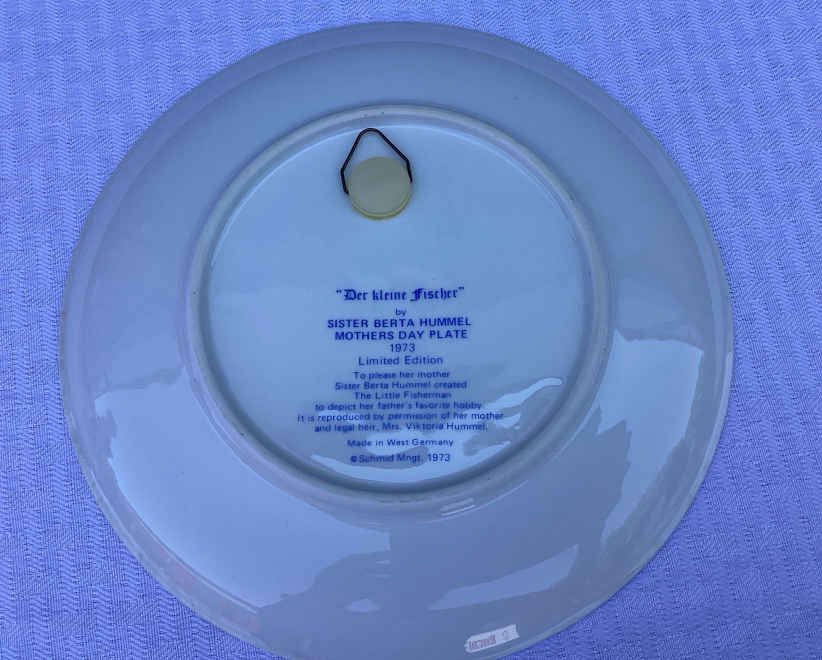 "Der kleine Fischer"
by
SISTER BERTA HUMMEL
MOTHERS DAY PLATE
1973
Limited Edition
To please her mother
Sister Berta Hummel created
The Little Fisherman
to depict her father's favorite hobby.
It is reproduced by permission of her mother
and legal heir, Mrs. Viktoria Hummel.
Made in West Germany
© Schmid Mngt. 1973